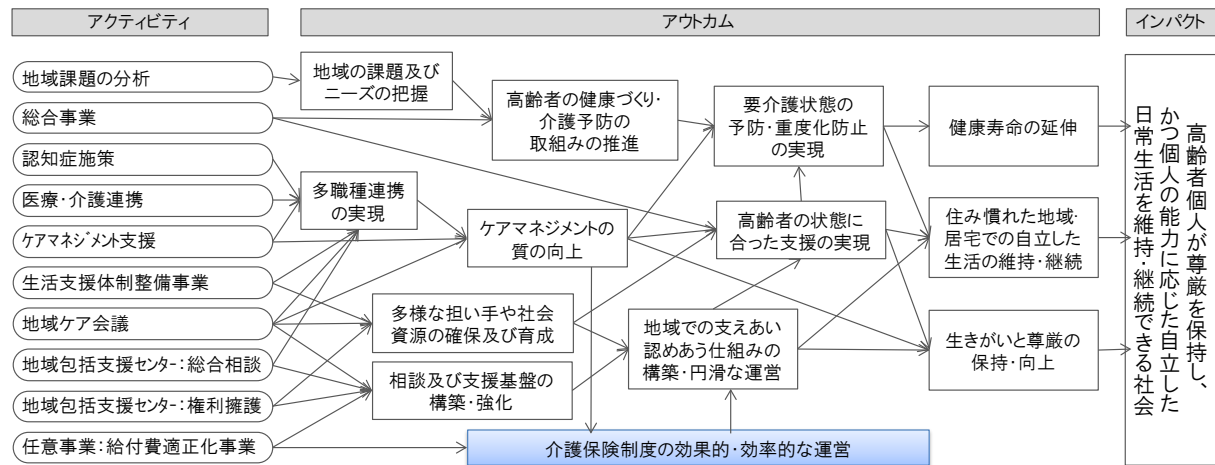 アクティビティ
アウトカム
インパクト
地域課題の分析
総合事業
認知症施策
医療・介護連携
ケアマネジメント支援
生活支援体制整備事業
地域ケア会議
地域包括支援センター：総合相談
地域包括支援センター：権利擁護
任意事業：給付費適正化事業
地域の課題及び
ニーズの把握
多職種連携
の実現
高齢者の健康づくり・
介護予防の
取組みの推進
ケアマネジメントの
質の向上
多様な担い手や社会
資源の確保及び育成
相談及び支援基盤の
構築・強化
介護保険制度の効果的・効率的な運営
要介護状態の
予防・重度化防止
の実現
高齢者の状態に
合った支援の実現
地域での支えあい
認めあう仕組みの
構築・円滑な運営
健康寿命の延伸
住み慣れた地域・
居宅での自立した
生活の維持・継続
生きがいと尊厳の
保持・向上
高齢者個人が尊厳を保持し、
かつ個人の能力に応じた自立した
日常生活を維持・継続できる社会